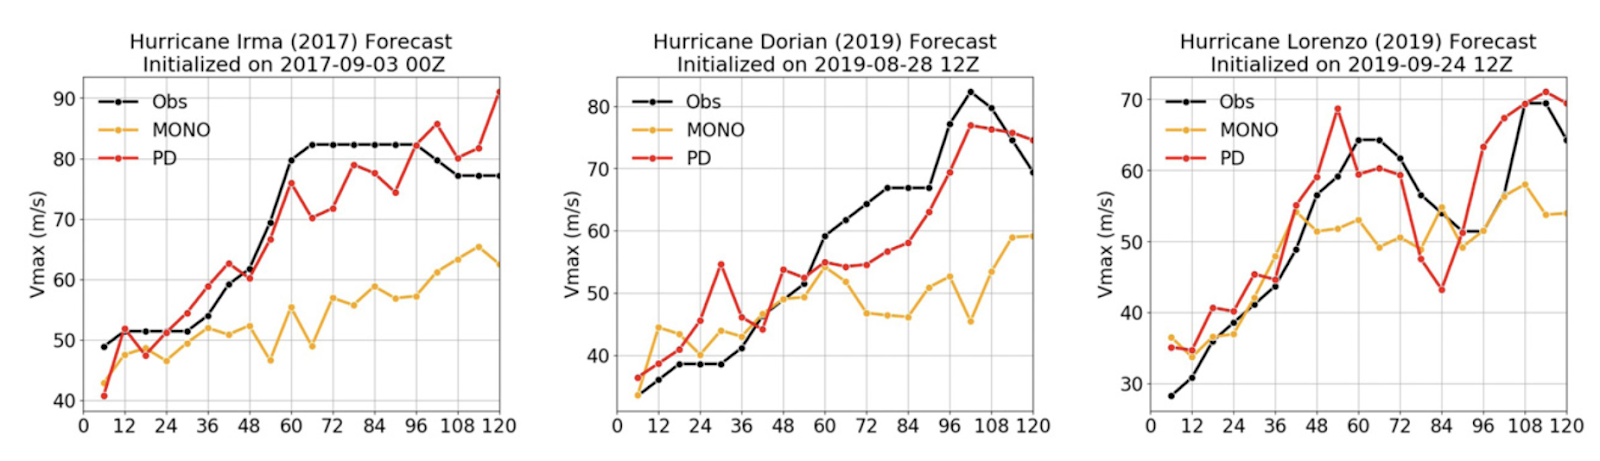 Hurricane Irma (2017) Forecast
Initialized on 2017-09-03 00Z
Obs
MONO
PD
Vmax (m/s)
90
80
70
60
50
40
0 12 24 36 48 60 72 84 96 108 120
Hurricane Dorian (2019) Forecast
Initialized on 2019-08-28 12Z
Obs
MONO
PD
Vmax (m/s)
80
70
60
50
40
0 12 24 36 48 60 72 84 96 108 120
Hurricane Lorenzo (2019) Forecast
Initialized on 2019-09-24 12Z
Obs
MONO
PD
Vmax (m/s)
70
60
50
40
30
0 12 24 36 48 60 72 84 96 108 120